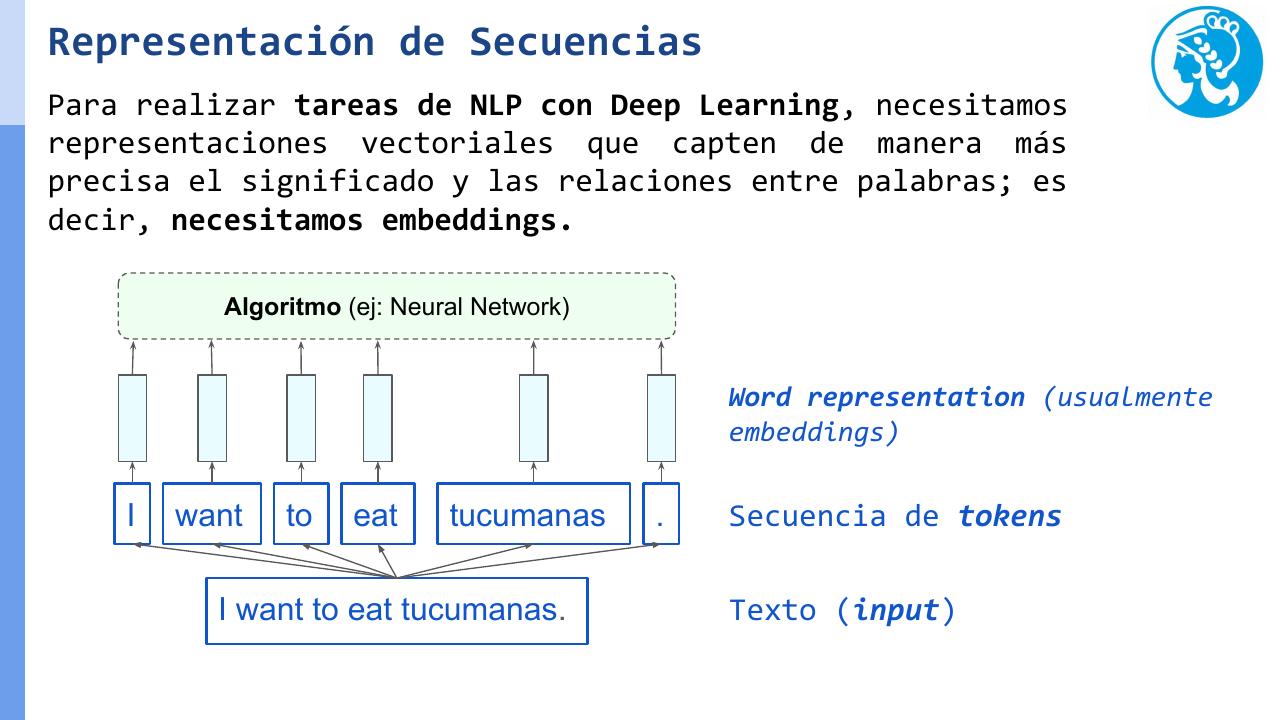 Representación de Secuencias
Para realizar tareas de NLP con Deep Learning, necesitamos
representaciones vectoriales que capten de manera más
precisa el significado y las relaciones entre palabras; es
decir, necesitamos embeddings.
Algoritmo (ej: Neural Network)
Word representation (usualmente
embeddings)
I want to eat tucumanas .
Secuencia de tokens
I want to eat tucumanas.
Texto (input)